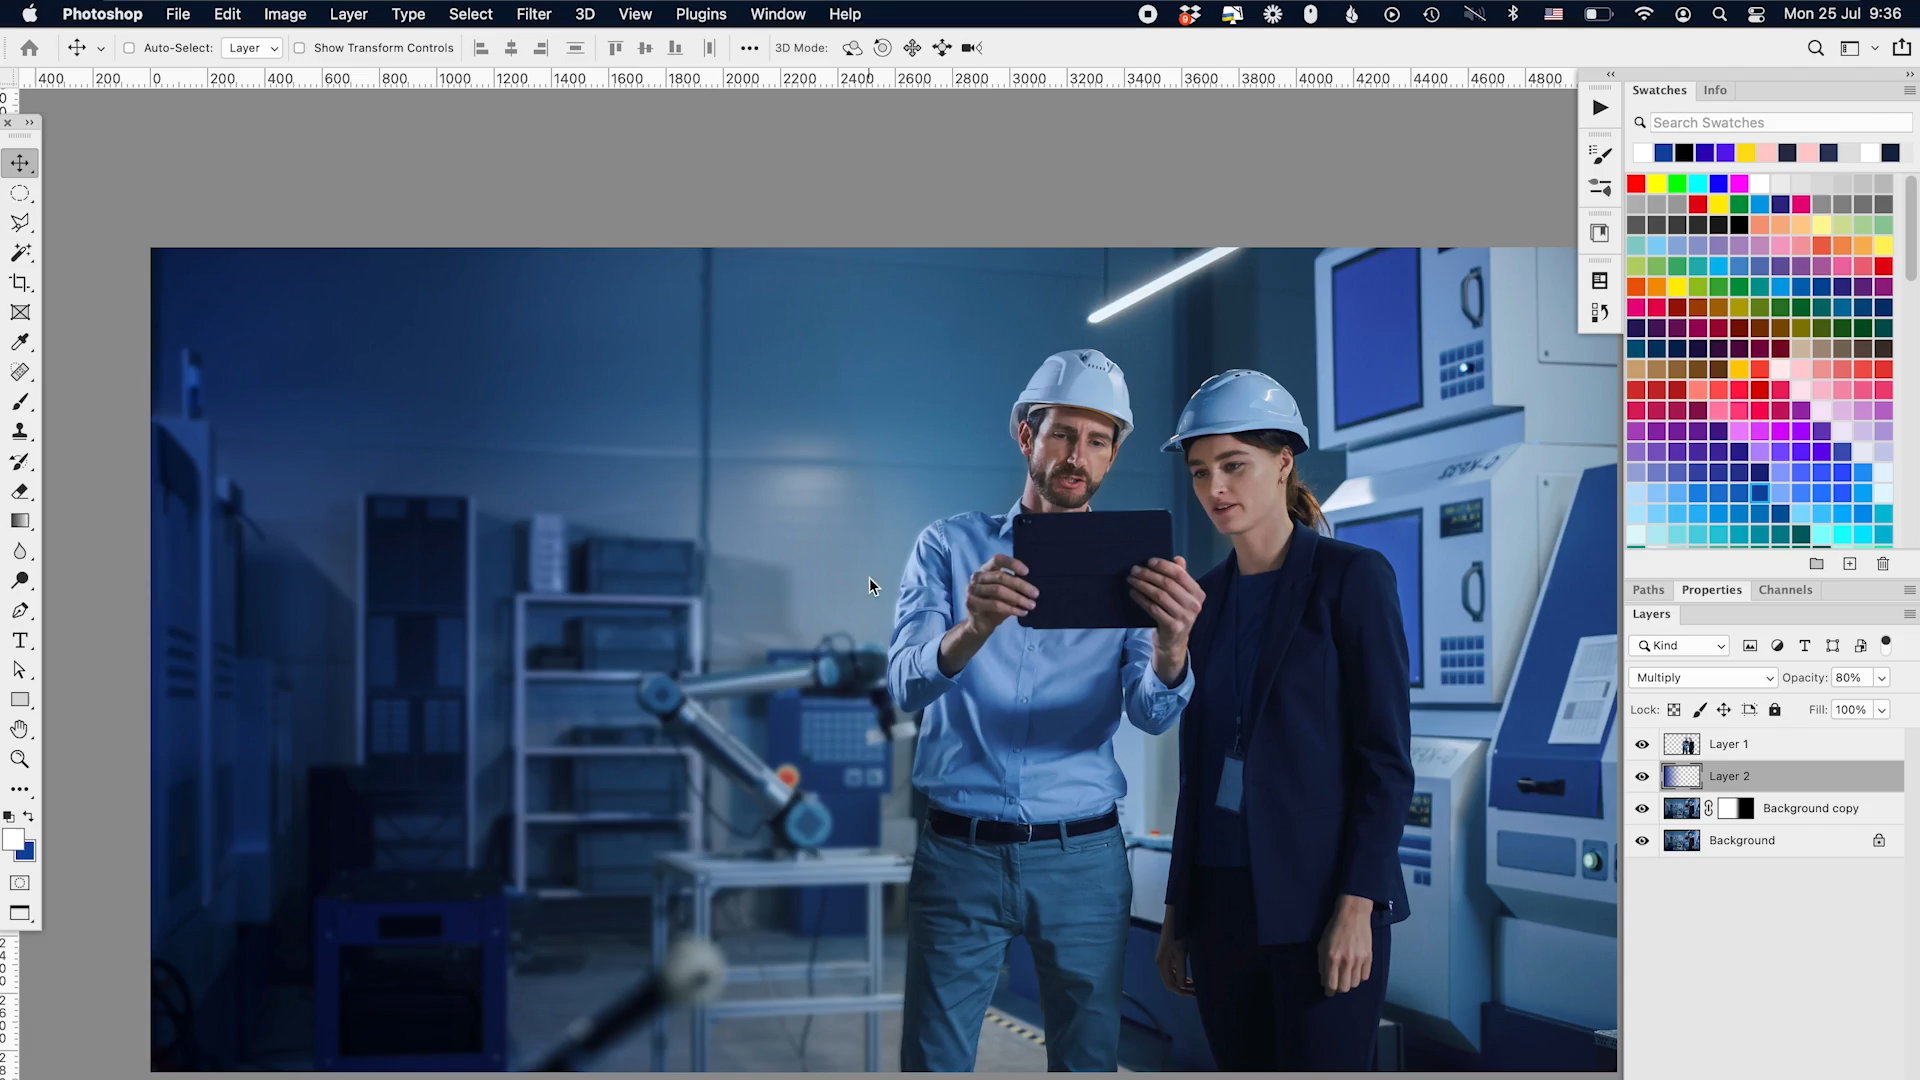 Photoshop File Edit Image Layer Type Select Filter 3D View Plugins Window Help
9
Mon 25 Jul 9:36
Auto-Select: Layer Show Transform Controls 3D Mode:
400 200 0 200 400 600 800 1000 1200 1400 1600 1800 2000 2200 2400 2600 2800 3000 3200 3400 3600 3800 4000 4200 4400 4600 4800
Swatches Info
Search Swatches
Paths Properties Channels
Layers
Kind
Multiply Opacity: 80%
Lock: Fill: 100%
Layer 1
Layer 2
Background copy
Background